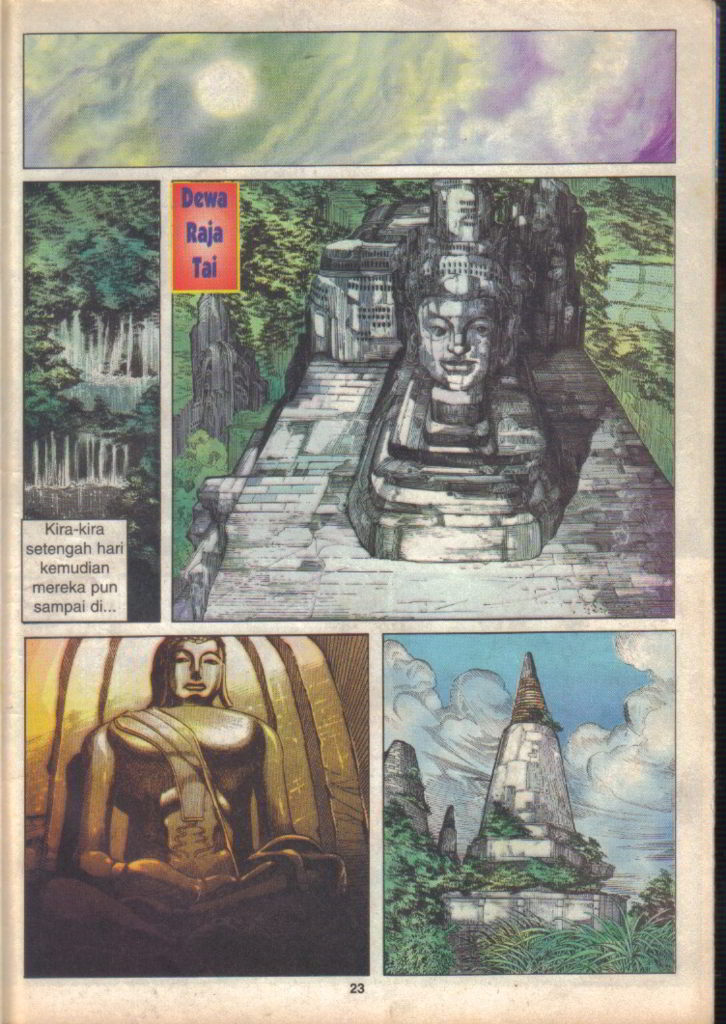 Dewa
Raja
Tai
Kira-kira
setengah hari
kemudian
mereka pun
sampai di...
23